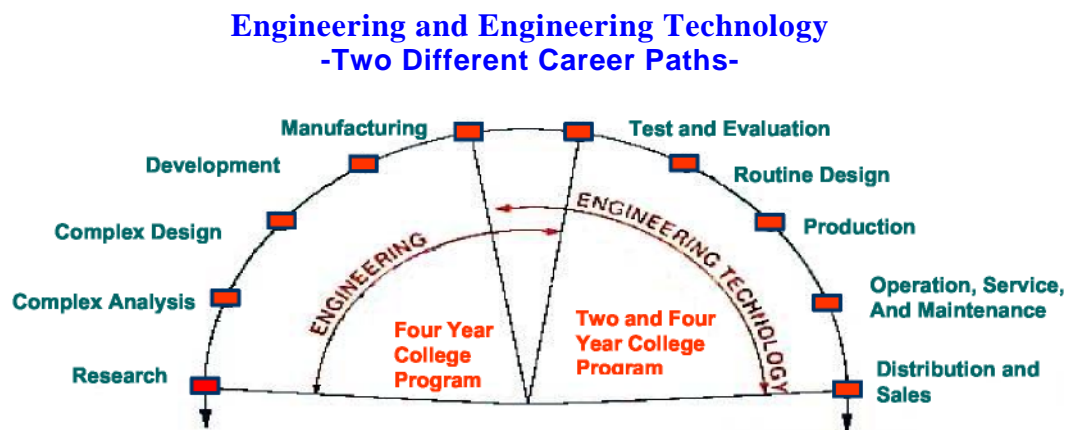 Engineering and Engineering Technology
-Two Different Career Paths-
Manufacturing
Test and Evaluation
Development
Routine Design
Complex Design
Production
Complex Analysis
Operation, Service,
And Maintenance
Research
Distribution and
Sales
ENGINEERING
ENGINEERING TECHNOLOGY
Four Year
College
Program
Two and Four
Year College
Program